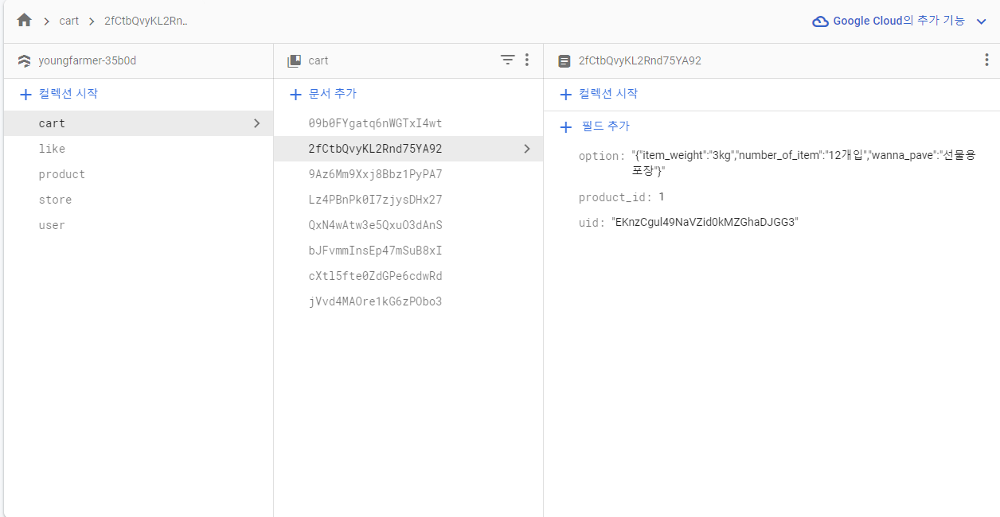 cart
2fCtbQvyKL2Rn..
Google Cloud의 추가 기능
youngfarmer-35b0d
cart
2fCtbQvyKL2Rnd75YA92
컬렉션 시작
문서 추가
컬렉션 시작
cart
like
product
store
user
09b0FYgatq6nWGTxI4wt
2fCtbQvyKL2Rnd75YA92
9Az6Mm9Xxj8Bbz1PyPA7
Lz4PBnPk0I7zjysDHx27
QxN4wAtw3e5QxuO3dAnS
bJFvmmInsEp47mSuB8xI
cXtl5fte0ZdGPe6cdwRd
jVvd4MAOre1kG6zPObo3
필드 추가
option: "{"item_weight":"3kg","number_of_item":"12개입","wanna_pave":"선물용
포장"}"
product_id: 1
uid: "EKnzCgul49NaVZid0kMZGhaDJGG3"